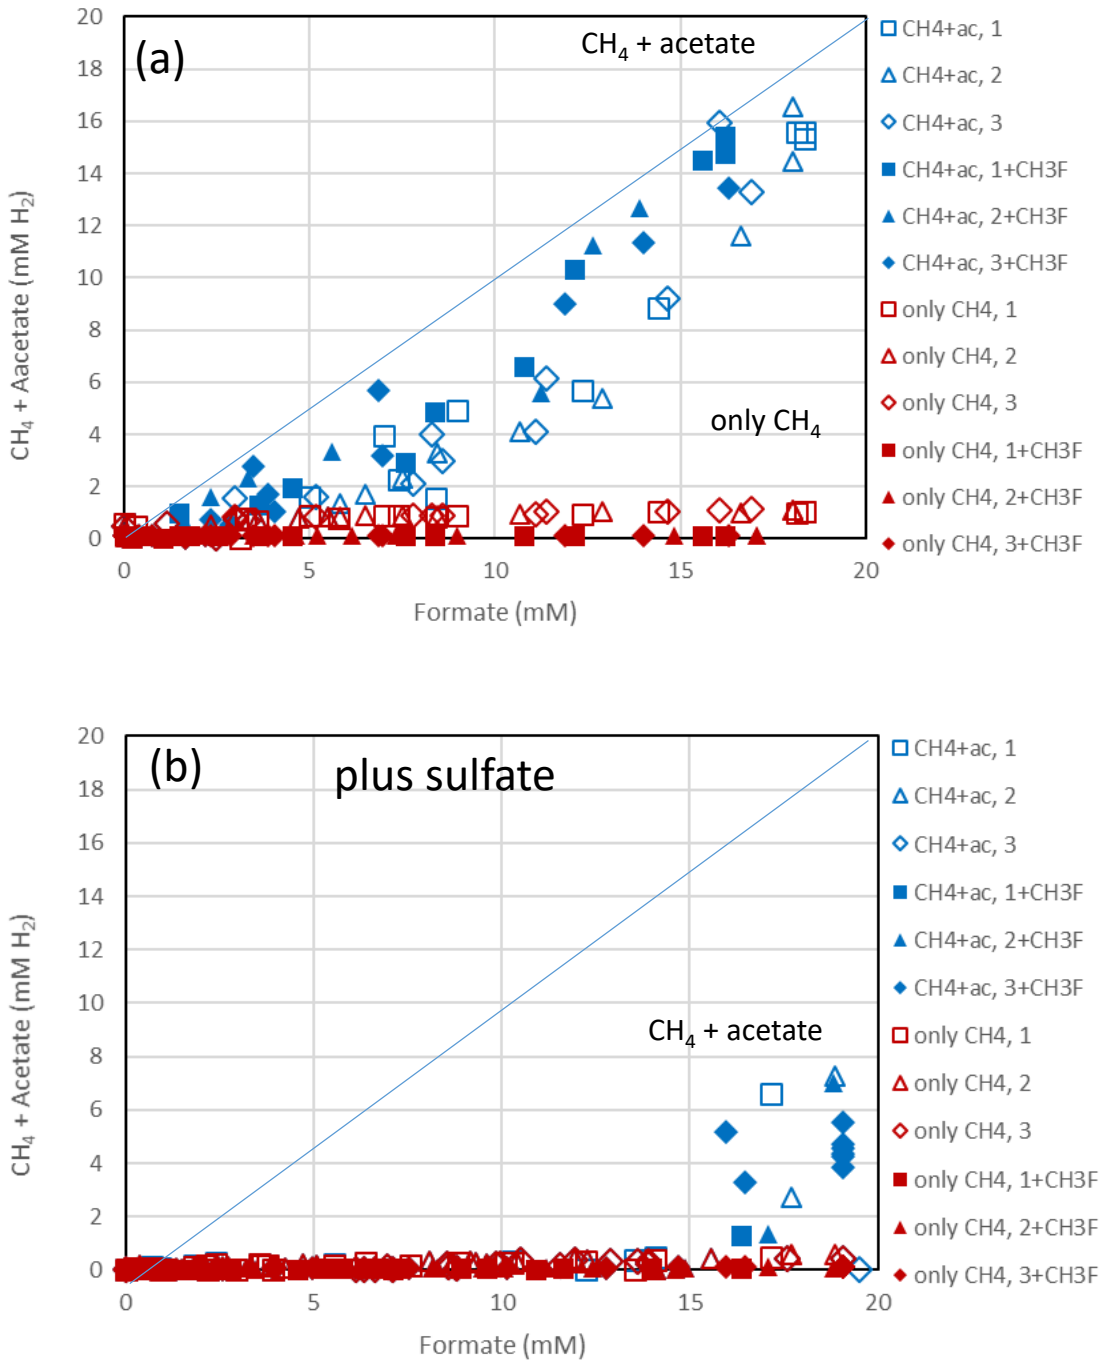 (a)
CH₄ + acetate
only CH₄
CH₄ + Aacetate (mM H₂)
20
18
16
14
12
10
8
6
4
2
0
0 5 10 15 20
Formate (mM)
CH4+ac, 1
CH4+ac, 2
CH4+ac, 3
CH4+ac, 1+CH3F
CH4+ac, 2+CH3F
CH4+ac, 3+CH3F
only CH4, 1
only CH4, 2
only CH4, 3
only CH4, 1+CH3F
only CH4, 2+CH3F
only CH4, 3+CH3F
(b)
plus sulfate
CH₄ + acetate
CH₄ + Acetate (mM H₂)
20
18
16
14
12
10
8
6
4
2
0
0 5 10 15 20
Formate (mM)
CH4+ac, 1
CH4+ac, 2
CH4+ac, 3
CH4+ac, 1+CH3F
CH4+ac, 2+CH3F
CH4+ac, 3+CH3F
only CH4, 1
only CH4, 2
only CH4, 3
only CH4, 1+CH3F
only CH4, 2+CH3F
only CH4, 3+CH3F